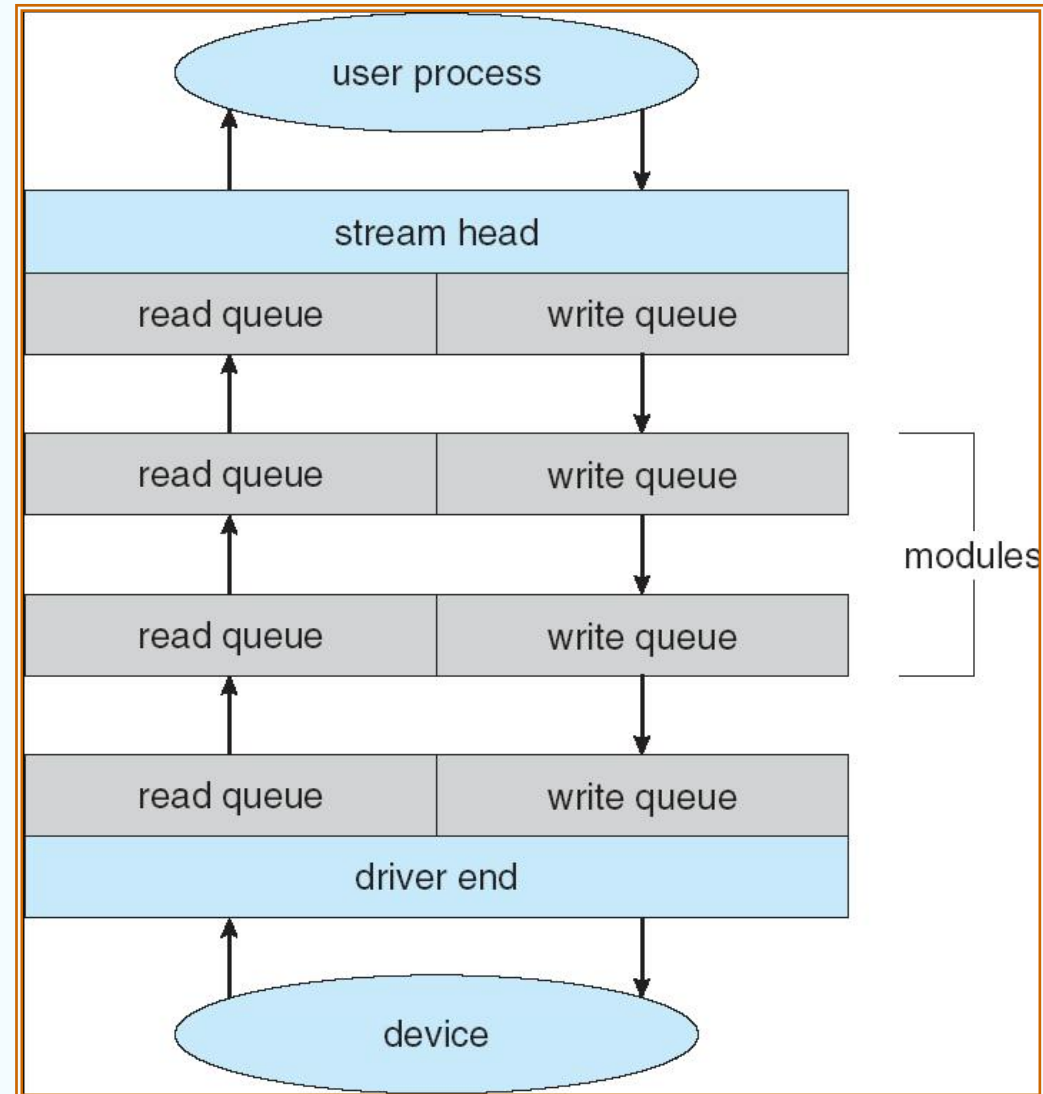 user process
stream head
read queue write queue
read queue write queue
modules
read queue write queue
read queue write queue
driver end
device